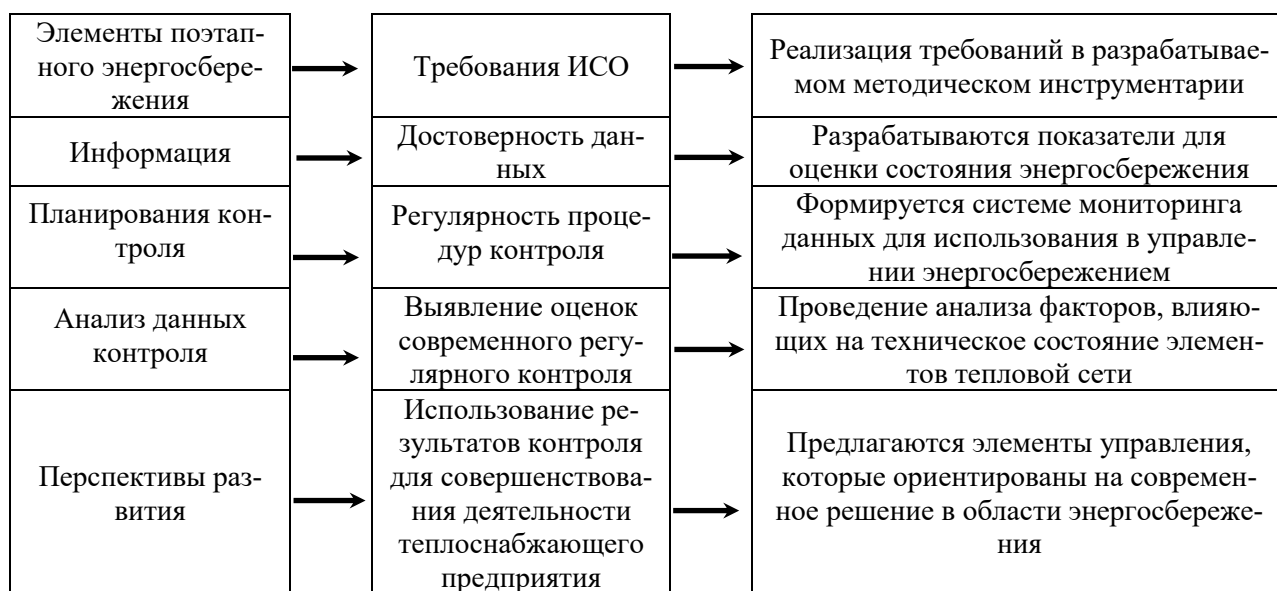 Элементы поэтап-
ного энергосбере-
жения
Требования ИСО
Реализация требований в разрабатывае-
мом методическом инструментарии
Информация
Достоверность дан-
ных
Разрабатываются показатели для
оценки состояния энергосбережения
Планирования кон-
троля
Регулярность проце-
дур контроля
Формируется системе мониторинга
данных для использования в управле-
нии энергосбережением
Анализ данных
контроля
Выявление оценок
современного регу-
лярного контроля
Проведение анализа факторов, влияю-
щих на техническое состояние элемен-
тов тепловой сети
Перспективы раз-
вития
Использование ре-
зультатов контроля
для совершенствова-
ния деятельности
теплоснабжающего
предприятия
Предлагаются элементы управления,
которые ориентированы на современ-
ное решение в области энергосбереже-
ния